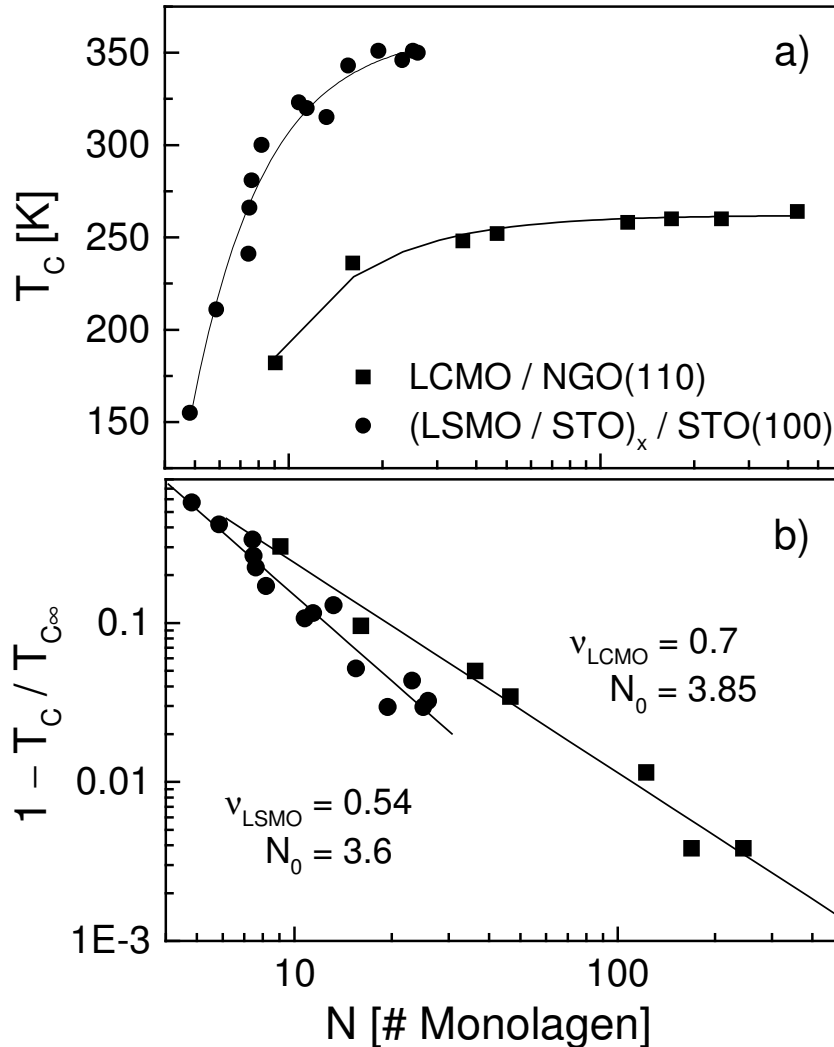 a)
350
300
250
200
150
T_C [K]
LCMO / NGO(110)
(LSMO / STO)_x / STO(100)
b)
0.1
0.01
1E-3
1 – T_C / T_C∞
ν_LCMO = 0.7
N_0 = 3.85
ν_LSMO = 0.54
N_0 = 3.6
10
100
N [# Monolagen]